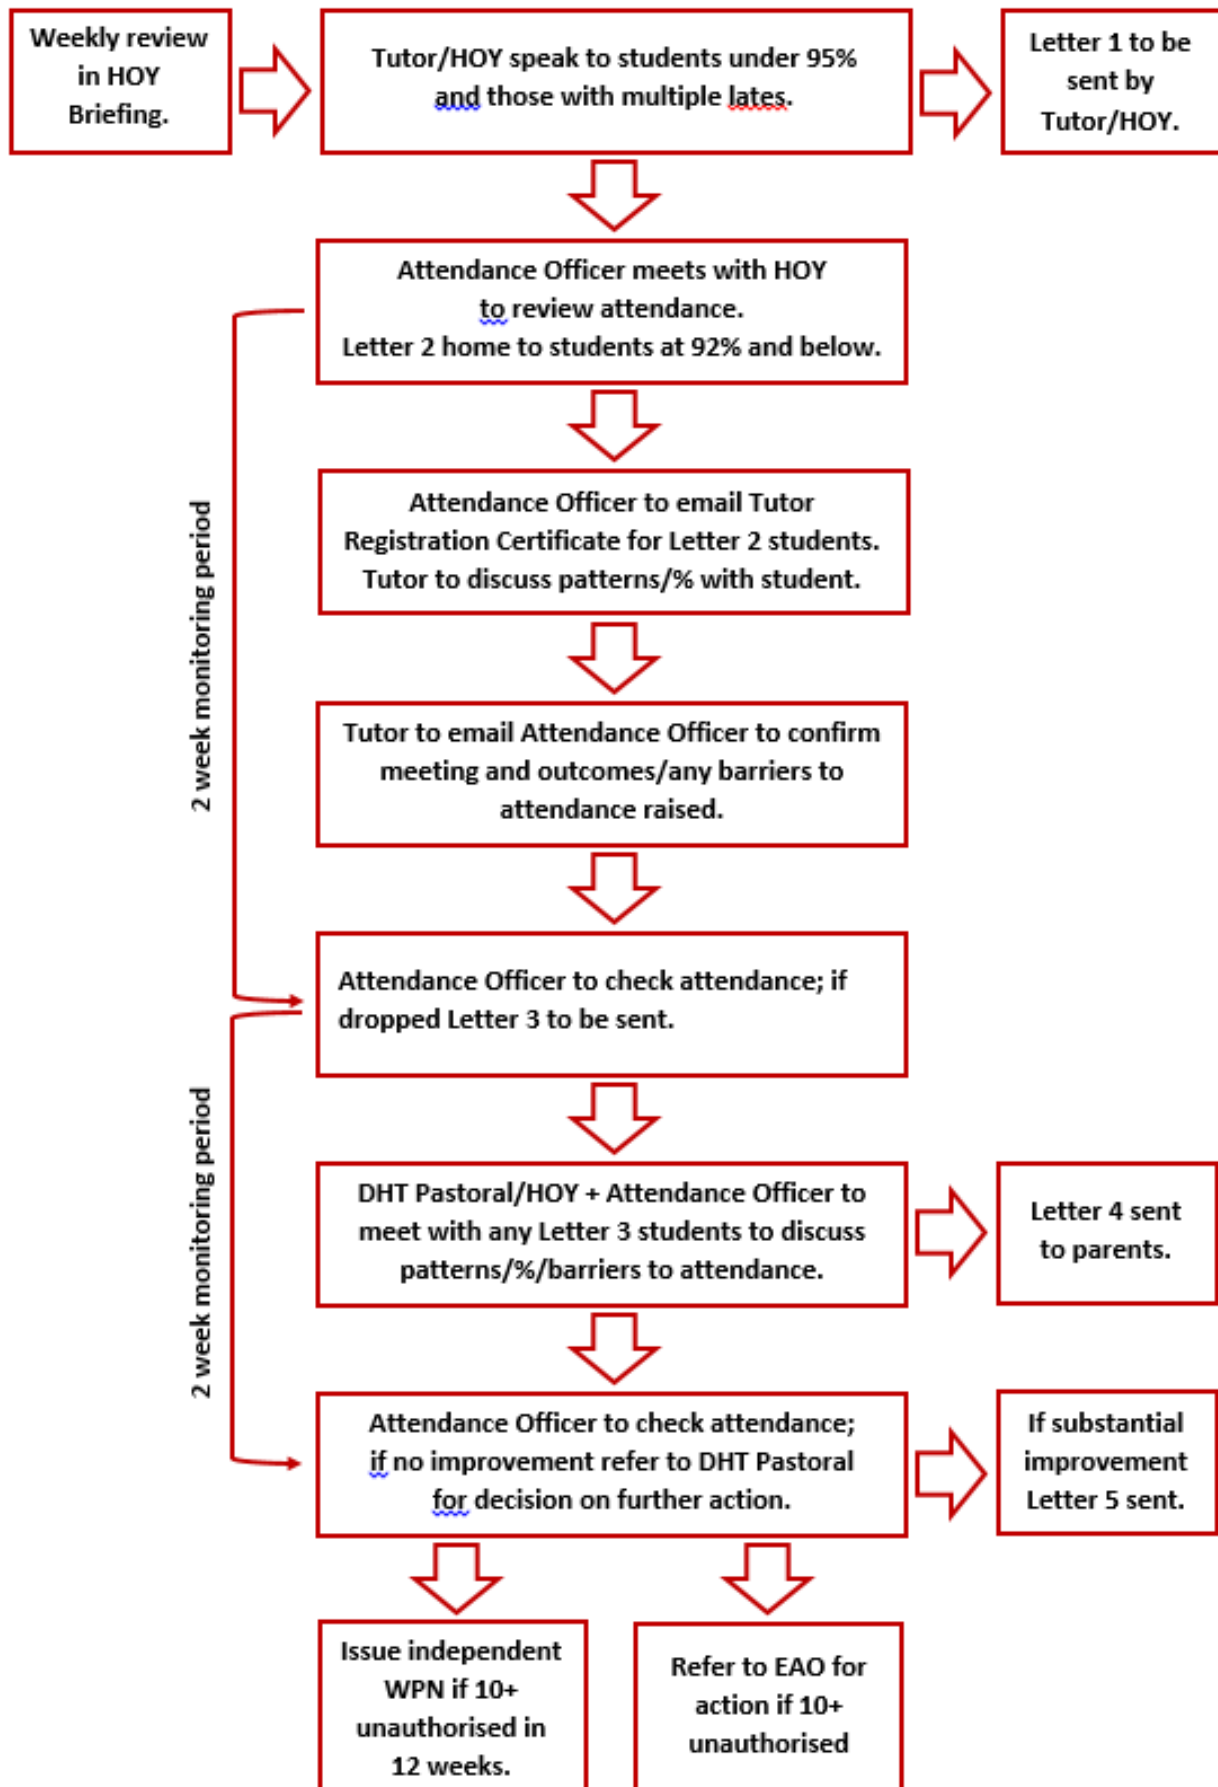 Weekly review
in HOY
Briefing.
Tutor/HOY speak to students under 95%
and those with multiple lates.
Letter 1 to be
sent by
Tutor/HOY.
Attendance Officer meets with HOY
to review attendance.
Letter 2 home to students at 92% and below.
2 week monitoring period
Attendance Officer to email Tutor
Registration Certificate for Letter 2 students.
Tutor to discuss patterns/% with student.
Tutor to email Attendance Officer to confirm
meeting and outcomes/any barriers to
attendance raised.
Attendance Officer to check attendance; if
dropped Letter 3 to be sent.
2 week monitoring period
DHT Pastoral/HOY + Attendance Officer to
meet with any Letter 3 students to discuss
patterns/%/barriers to attendance.
Letter 4 sent
to parents.
Attendance Officer to check attendance;
if no improvement refer to DHT Pastoral
for decision on further action.
If substantial
improvement
Letter 5 sent.
Issue independent
WPN if 10+
unauthorised in
12 weeks.
Refer to EAO for
action if 10+
unauthorised